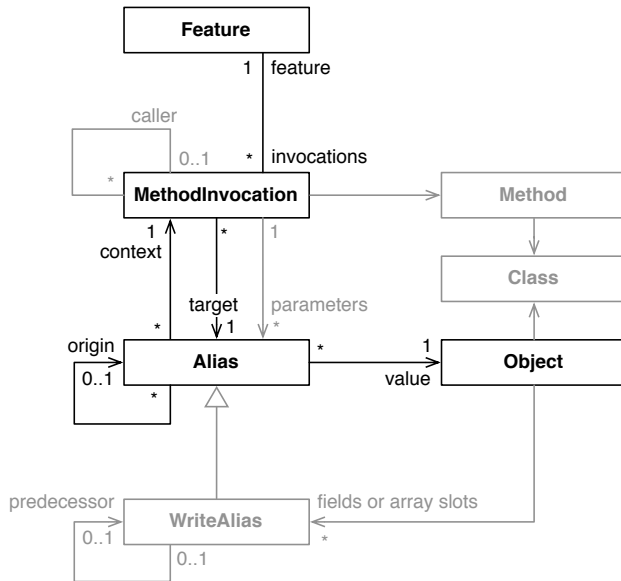 Feature
1 feature
caller
0..1
* * invocations
MethodInvocation Method
1 * 1
context
Class
target parameters
* 1 *
origin * 1
Alias Object
0..1 * value
predecessor fields or array slots
WriteAlias
0..1 *
0..1